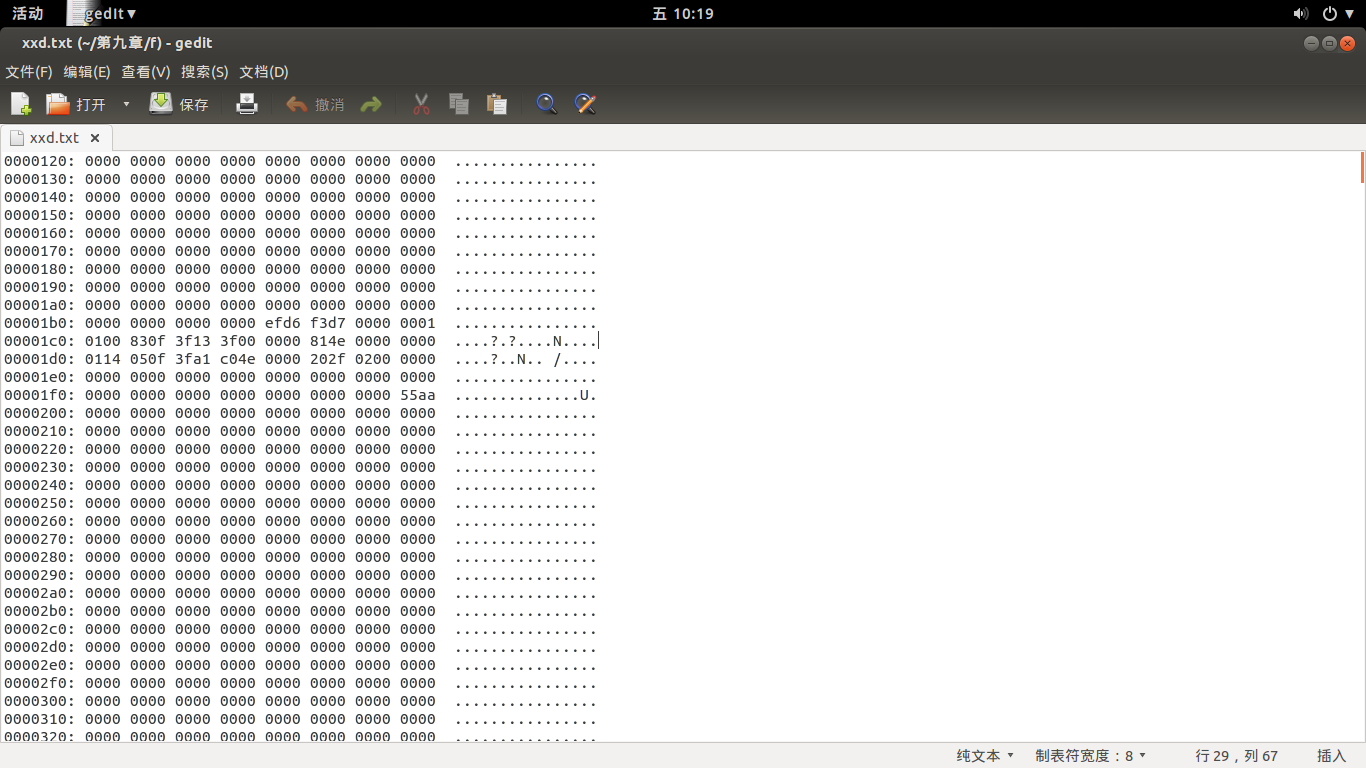 活动 gedit▼ 五 10:19 ▼
xxd.txt (~/第九章/f) - gedit
文件(F) 编辑(E) 查看(V) 搜索(S) 文档(D)
打开 保存 撤消
xxd.txt
0000120: 0000 0000 0000 0000 0000 0000 0000 0000  ................
0000130: 0000 0000 0000 0000 0000 0000 0000 0000  ................
0000140: 0000 0000 0000 0000 0000 0000 0000 0000  ................
0000150: 0000 0000 0000 0000 0000 0000 0000 0000  ................
0000160: 0000 0000 0000 0000 0000 0000 0000 0000  ................
0000170: 0000 0000 0000 0000 0000 0000 0000 0000  ................
0000180: 0000 0000 0000 0000 0000 0000 0000 0000  ................
0000190: 0000 0000 0000 0000 0000 0000 0000 0000  ................
00001a0: 0000 0000 0000 0000 0000 0000 0000 0000  ................
00001b0: 0000 0000 0000 0000 efd6 f3d7 0000 0001  ................
00001c0: 0100 830f 3f13 3f00 0000 814e 0000 0000  ....?.?....N....
00001d0: 0114 050f 3fa1 c04e 0000 202f 0200 0000  ....?..N.. /....
00001e0: 0000 0000 0000 0000 0000 0000 0000 0000  ................
00001f0: 0000 0000 0000 0000 0000 0000 0000 55aa  ..............U.
0000200: 0000 0000 0000 0000 0000 0000 0000 0000  ................
0000210: 0000 0000 0000 0000 0000 0000 0000 0000  ................
0000220: 0000 0000 0000 0000 0000 0000 0000 0000  ................
0000230: 0000 0000 0000 0000 0000 0000 0000 0000  ................
0000240: 0000 0000 0000 0000 0000 0000 0000 0000  ................
0000250: 0000 0000 0000 0000 0000 0000 0000 0000  ................
0000260: 0000 0000 0000 0000 0000 0000 0000 0000  ................
0000270: 0000 0000 0000 0000 0000 0000 0000 0000  ................
0000280: 0000 0000 0000 0000 0000 0000 0000 0000  ................
0000290: 0000 0000 0000 0000 0000 0000 0000 0000  ................
00002a0: 0000 0000 0000 0000 0000 0000 0000 0000  ................
00002b0: 0000 0000 0000 0000 0000 0000 0000 0000  ................
00002c0: 0000 0000 0000 0000 0000 0000 0000 0000  ................
00002d0: 0000 0000 0000 0000 0000 0000 0000 0000  ................
00002e0: 0000 0000 0000 0000 0000 0000 0000 0000  ................
00002f0: 0000 0000 0000 0000 0000 0000 0000 0000  ................
0000300: 0000 0000 0000 0000 0000 0000 0000 0000  ................
0000310: 0000 0000 0000 0000 0000 0000 0000 0000  ................
0000320: 0000 0000 0000 0000 0000 0000 0000 0000  ................
纯文本 制表符宽度：8 行 29，列 67 插入